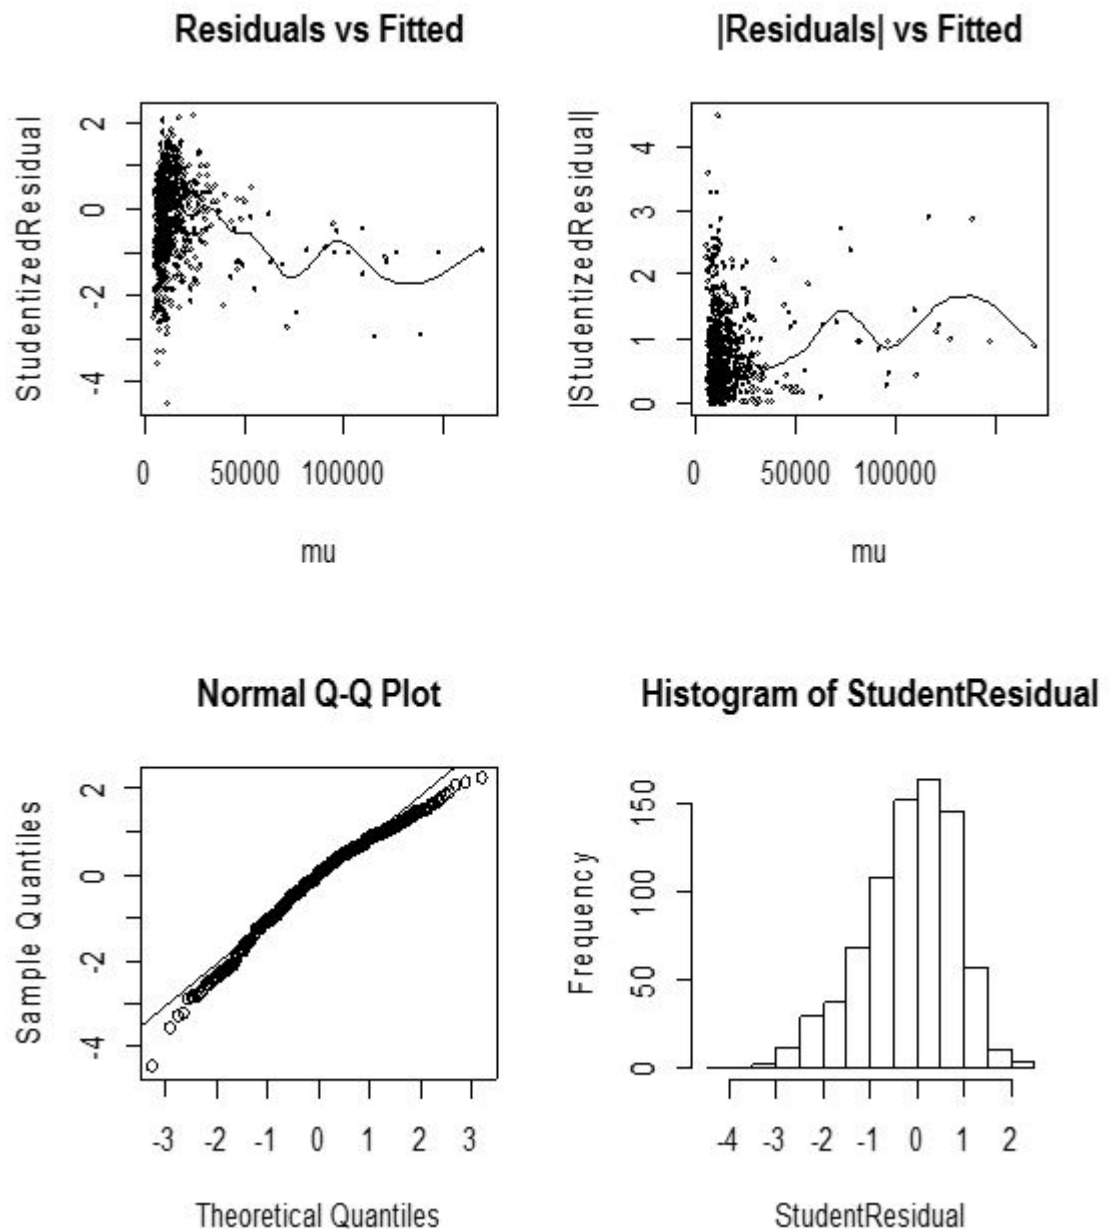 Residuals vs Fitted
StudentizedResidual
2
0
-2
-4
0 50000 100000
mu
|Residuals| vs Fitted
|StudentizedResidual|
4
3
2
1
0
0 50000 100000
mu
Normal Q-Q Plot
Sample Quantiles
2
0
-2
-4
-3 -2 -1 0 1 2 3
Theoretical Quantiles
Histogram of StudentResidual
Frequency
150
100
50
0
-4 -3 -2 -1 0 1 2
StudentResidual